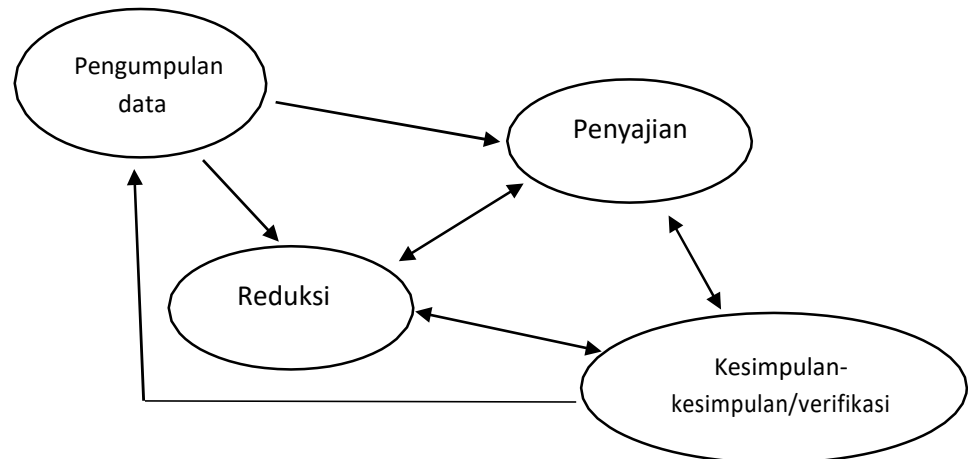 Pengumpulan
data
Penyajian
Reduksi
Kesimpulan-
kesimpulan/verifikasi